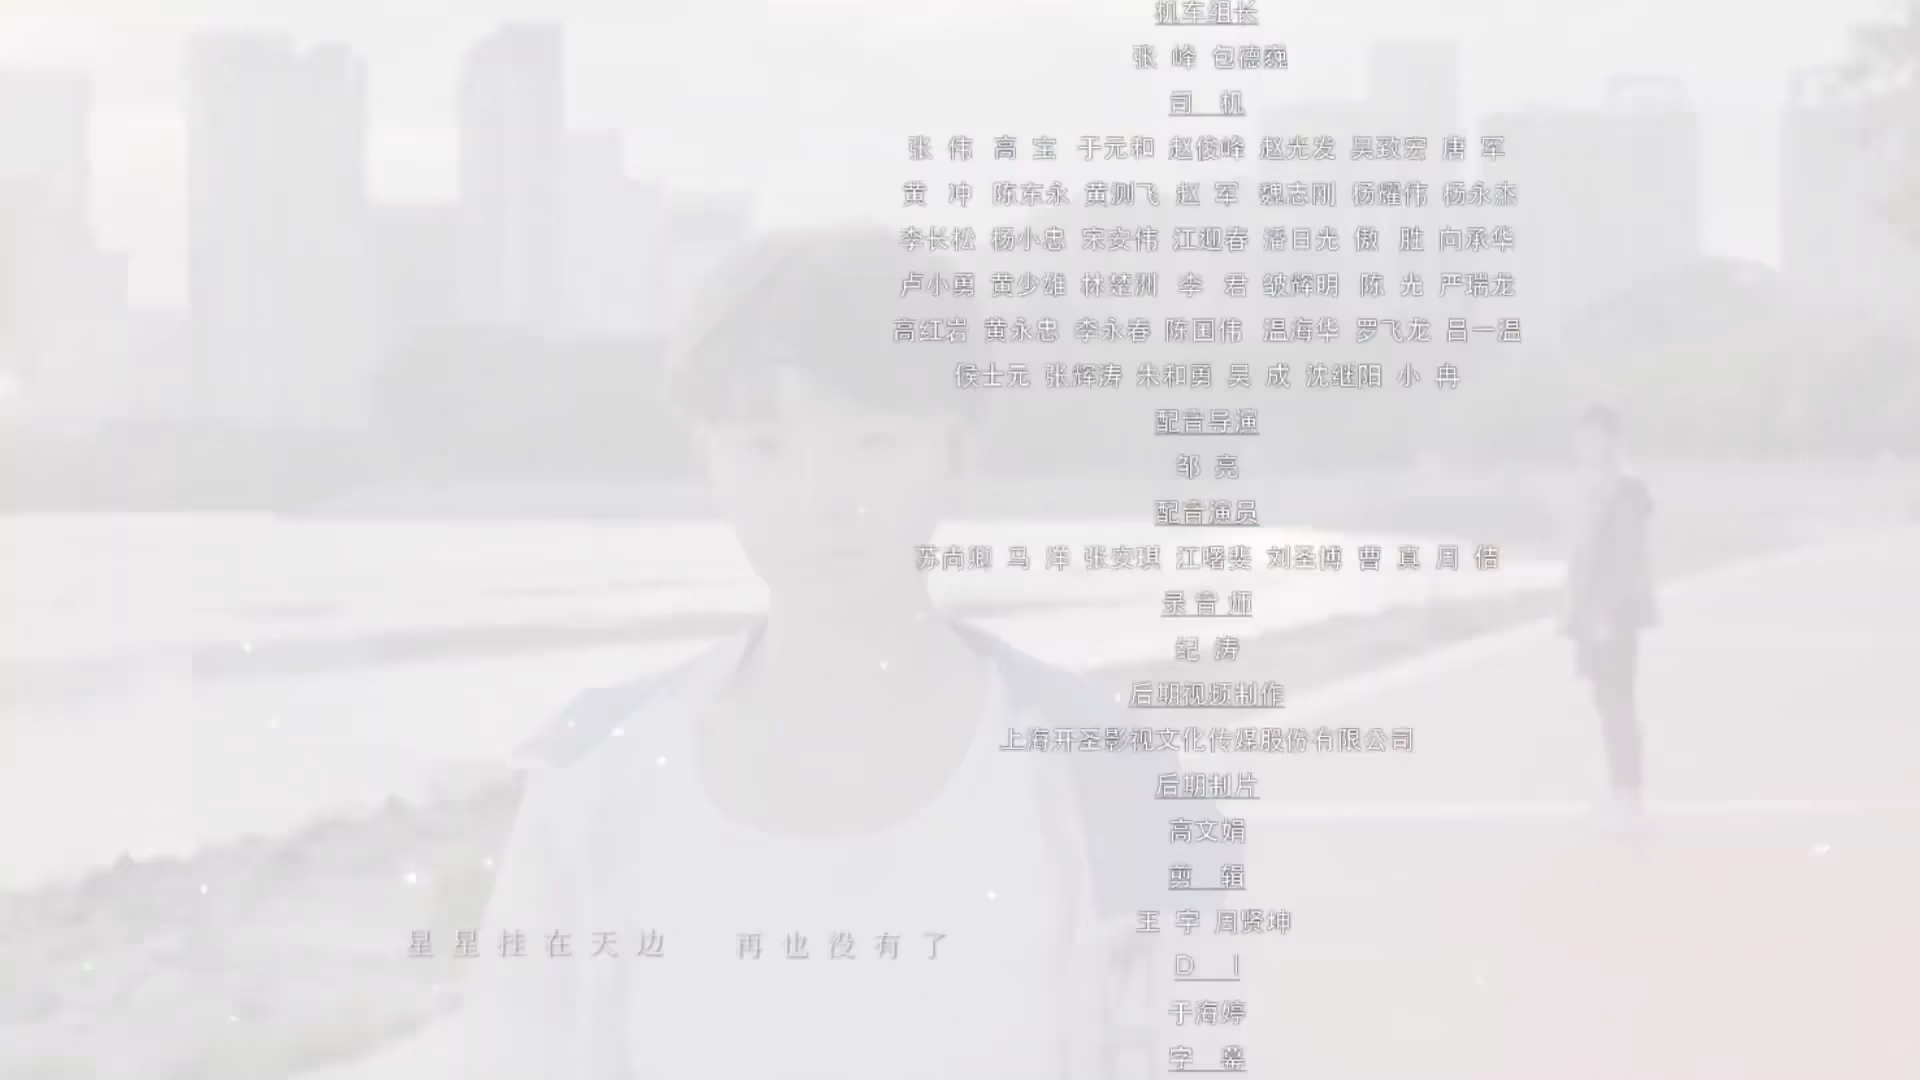 机车组长
张 峰 包德巍
司 机
张 伟 高 宝 于元和 赵俊峰 赵光发 吴致宏 唐 军
黄 冲 陈东永 黄测飞 赵 军 魏志刚 杨耀伟 杨永杰
李长松 杨小忠 宋安伟 江迎春 潘日光 傲 胜 向承华
卢小勇 黄少雄 林楚洲 李 君 皱辉明 陈 光 严瑞龙
高红岩 黄永忠 李永春 陈国伟 温海华 罗飞龙 吕一温
候士元 张辉涛 朱和勇 吴 成 沈继阳 小 冉
配音导演
邹 亮
配音演员
苏尚卿 马 洋 张安琪 江曙斐 刘圣博 曹 真 周 佶
录音师
纪 涛
后期视频制作
上海开圣影视文化传媒股份有限公司
后期制片
高文娟
剪 辑
王 宇 周贤坤
星星挂在天边 再也没有了
D I
于海婷
字 幕